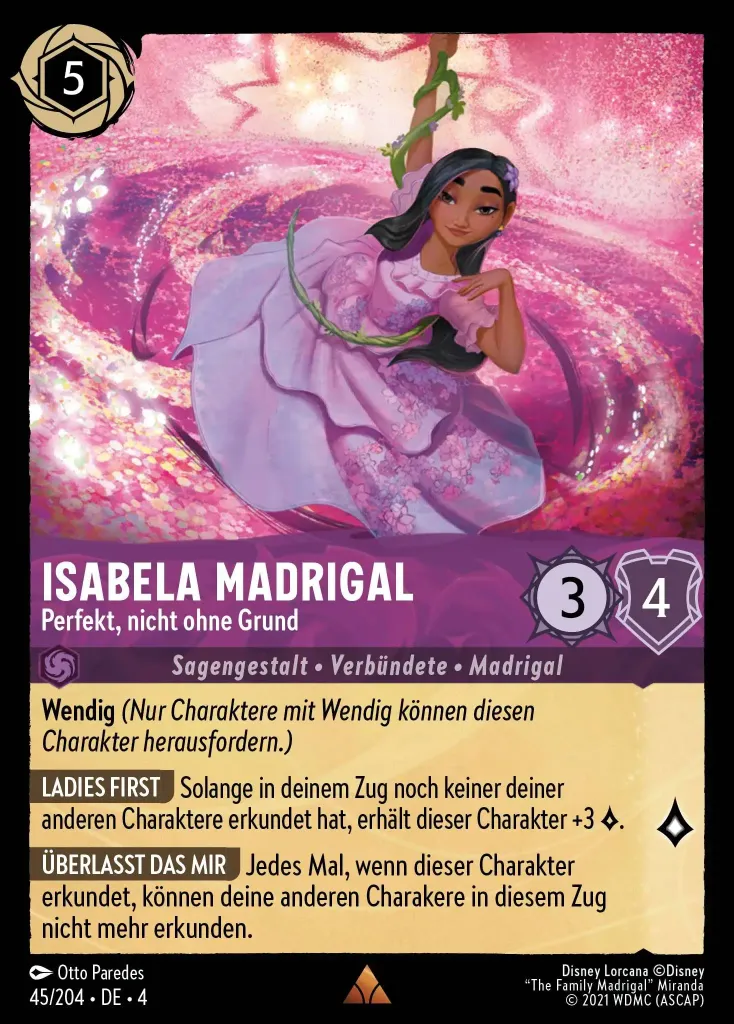 5
ISABELA MADRIGAL
Perfekt, nicht ohne Grund
3
4
Sagengestalt • Verbündete • Madrigal
Wendig (Nur Charaktere mit Wendig können diesen
Charakter herausfordern.)
LADIES FIRST Solange in deinem Zug noch keiner deiner
anderen Charaktere erkundet hat, erhält dieser Charakter +3 .
ÜBERLASST DAS MIR Jedes Mal, wenn dieser Charakter
erkundet, können deine anderen Charakere in diesem Zug
nicht mehr erkunden.
Otto Paredes
45/204 • DE • 4
Disney Lorcana ©Disney
“The Family Madrigal” Miranda
© 2021 WDMC (ASCAP)